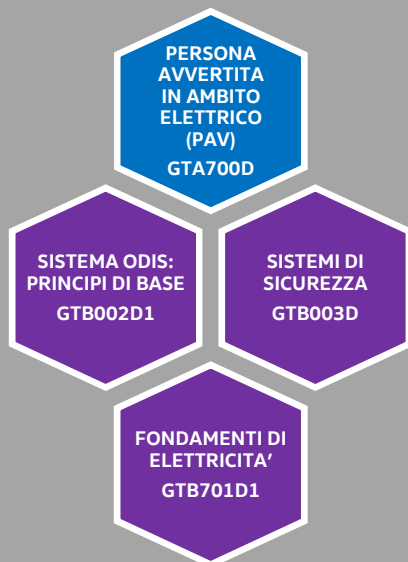 PERSONA
AVVERTITA
IN AMBITO
ELETTRICO
(PAV)
GTA700D
SISTEMA ODIS:
PRINCIPI DI BASE
GTB002D1
SISTEMI DI
SICUREZZA
GTB003D
FONDAMENTI DI
ELETTRICITA’
GTB701D1